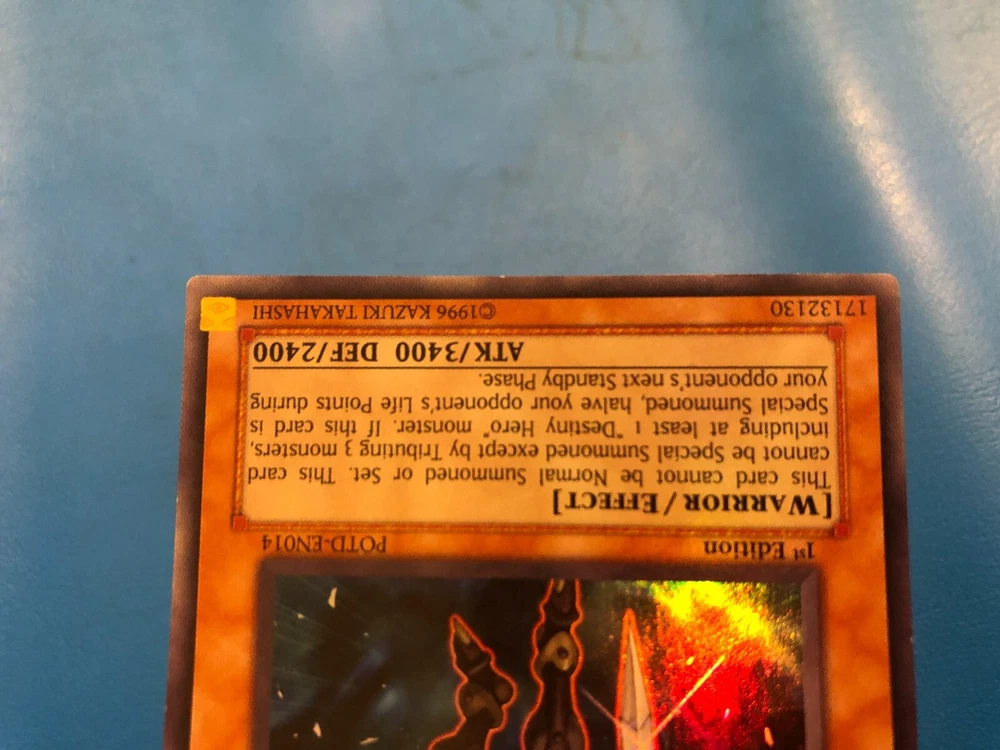 1st Edition POTD-EN014
[WARRIOR / EFFECT]
This card cannot be Normal Summoned or Set. This card
cannot be Special Summoned except by Tributing 3 monsters,
including at least 1 "Destiny Hero" monster. If this card is
Special Summoned, halve your opponent's Life Points during
your opponent's next Standby Phase.
ATK/3400 DEF/2400
17132130 ©1996 KAZUKI TAKAHASHI